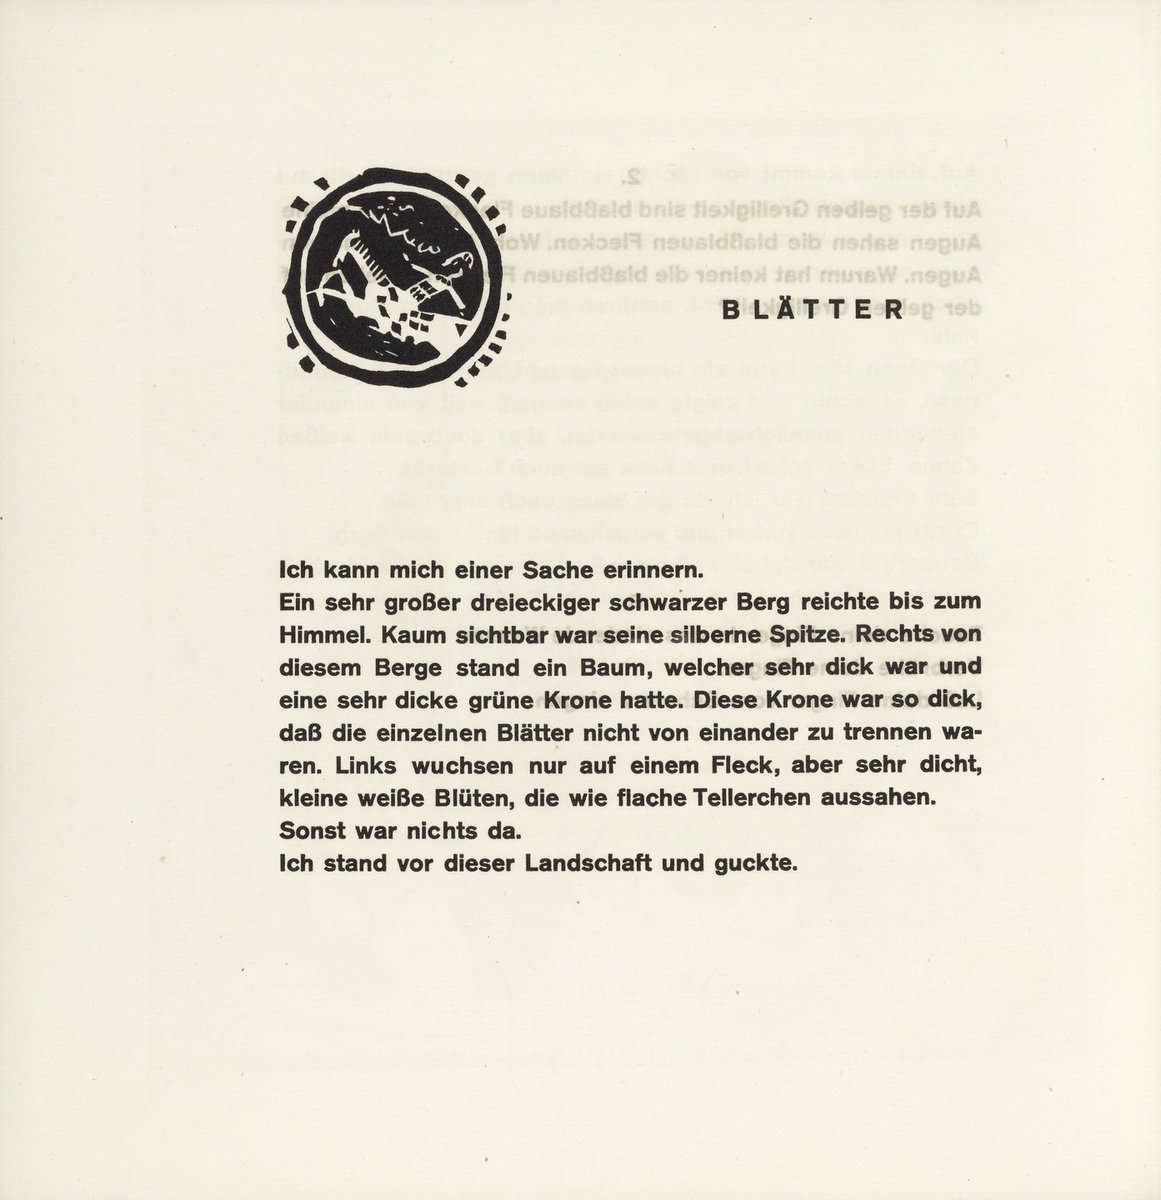 BLÄTTER
Ich kann mich einer Sache erinnern.
Ein sehr großer dreieckiger schwarzer Berg reichte bis zum
Himmel. Kaum sichtbar war seine silberne Spitze. Rechts von
diesem Berge stand ein Baum, welcher sehr dick war und
eine sehr dicke grüne Krone hatte. Diese Krone war so dick,
daß die einzelnen Blätter nicht von einander zu trennen wa-
ren. Links wuchsen nur auf einem Fleck, aber sehr dicht,
kleine weiße Blüten, die wie flache Tellerchen aussahen.
Sonst war nichts da.
Ich stand vor dieser Landschaft und guckte.